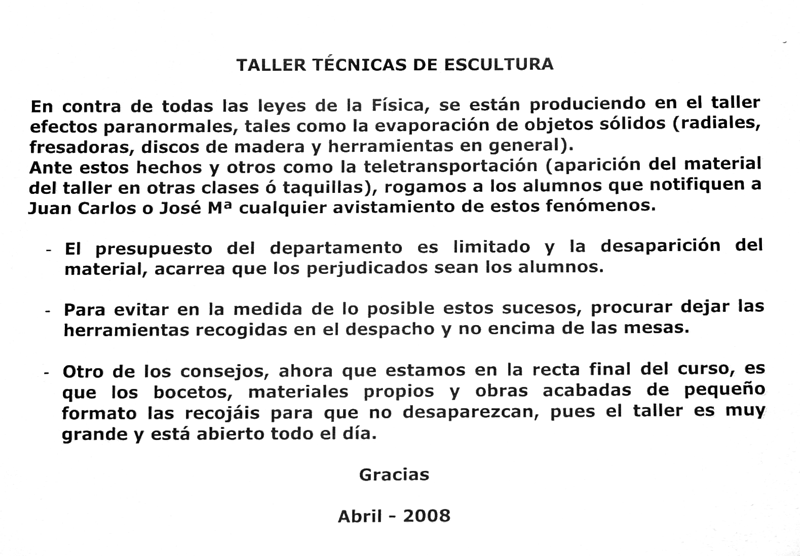 TALLER TÉCNICAS DE ESCULTURA
En contra de todas las leyes de la Física, se están produciendo en el taller
efectos paranormales, tales como la evaporación de objetos sólidos (radiales,
fresadoras, discos de madera y herramientas en general).
Ante estos hechos y otros como la teletransportación (aparición del material
del taller en otras clases ó taquillas), rogamos a los alumnos que notifiquen a
Juan Carlos o José Mª cualquier avistamiento de estos fenómenos.
- El presupuesto del departamento es limitado y la desaparición del
material, acarrea que los perjudicados sean los alumnos.
- Para evitar en la medida de lo posible estos sucesos, procurar dejar las
herramientas recogidas en el despacho y no encima de las mesas.
- Otro de los consejos, ahora que estamos en la recta final del curso, es
que los bocetos, materiales propios y obras acabadas de pequeño
formato las recojáis para que no desaparezcan, pues el taller es muy
grande y está abierto todo el día.
Gracias
Abril - 2008